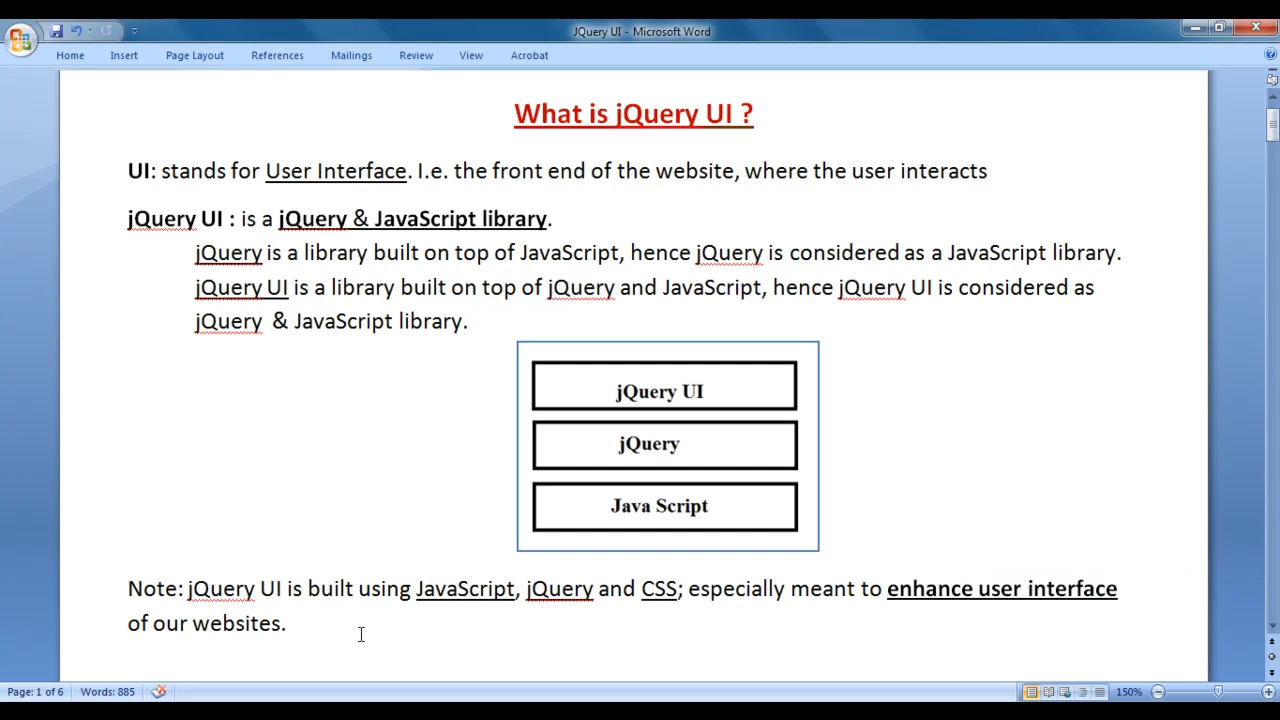 JQuery UI - Microsoft Word
Home Insert Page Layout References Mailings Review View Acrobat
What is jQuery UI ?
UI: stands for User Interface. I.e. the front end of the website, where the user interacts
jQuery UI : is a jQuery & JavaScript library.
jQuery is a library built on top of JavaScript, hence jQuery is considered as a JavaScript library.
jQuery UI is a library built on top of jQuery and JavaScript, hence jQuery UI is considered as
jQuery & JavaScript library.
jQuery UI
jQuery
Java Script
Note: jQuery UI is built using JavaScript, jQuery and CSS; especially meant to enhance user interface
of our websites.
Page: 1 of 6 Words: 885 150%